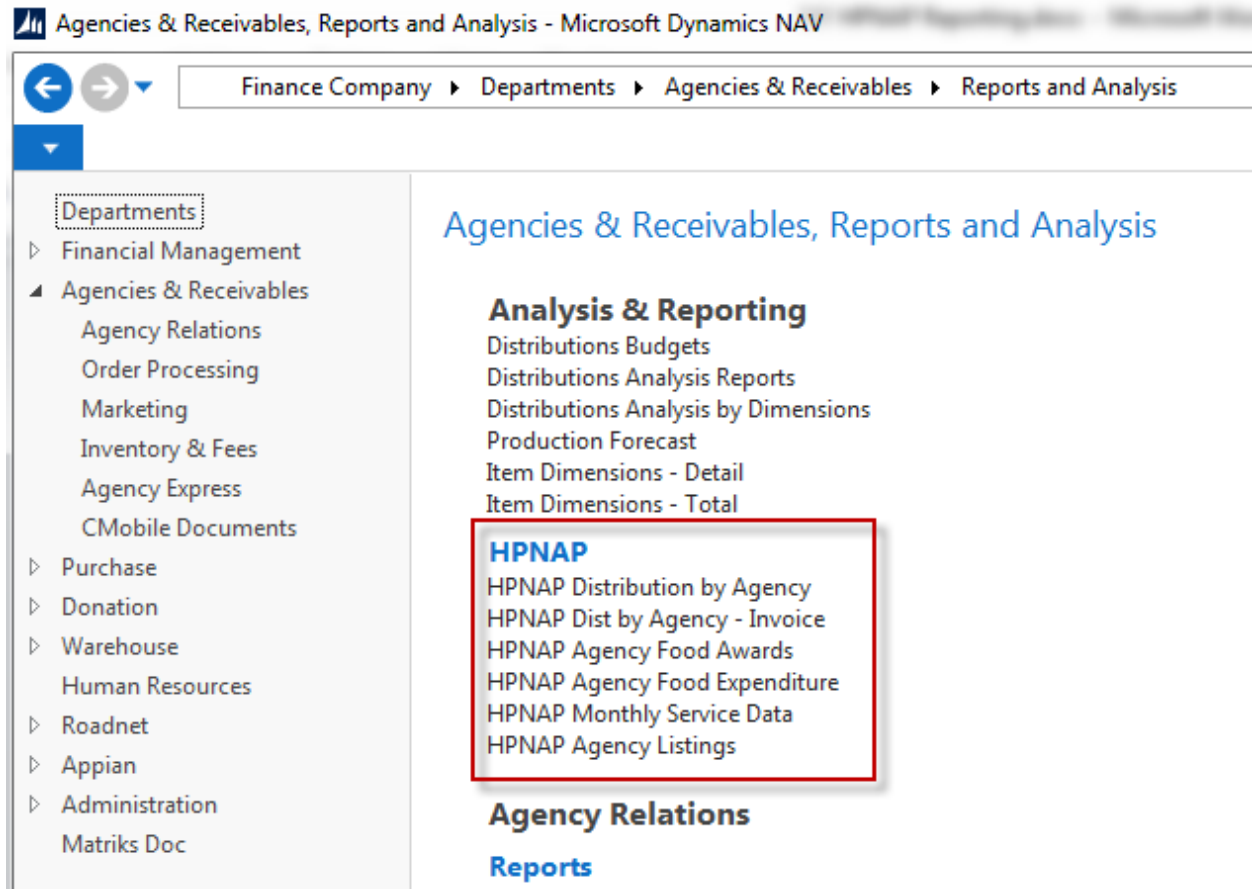 Agencies & Receivables, Reports and Analysis - Microsoft Dynamics NAV
Finance Company Departments Agencies & Receivables Reports and Analysis
Departments
Financial Management
Agencies & Receivables
Agency Relations
Order Processing
Marketing
Inventory & Fees
Agency Express
CMobile Documents
Purchase
Donation
Warehouse
Human Resources
Roadnet
Appian
Administration
Matriks Doc
Agencies & Receivables, Reports and Analysis
Analysis & Reporting
Distributions Budgets
Distributions Analysis Reports
Distributions Analysis by Dimensions
Production Forecast
Item Dimensions - Detail
Item Dimensions - Total
HPNAP
HPNAP Distribution by Agency
HPNAP Dist by Agency - Invoice
HPNAP Agency Food Awards
HPNAP Agency Food Expenditure
HPNAP Monthly Service Data
HPNAP Agency Listings
Agency Relations
Reports